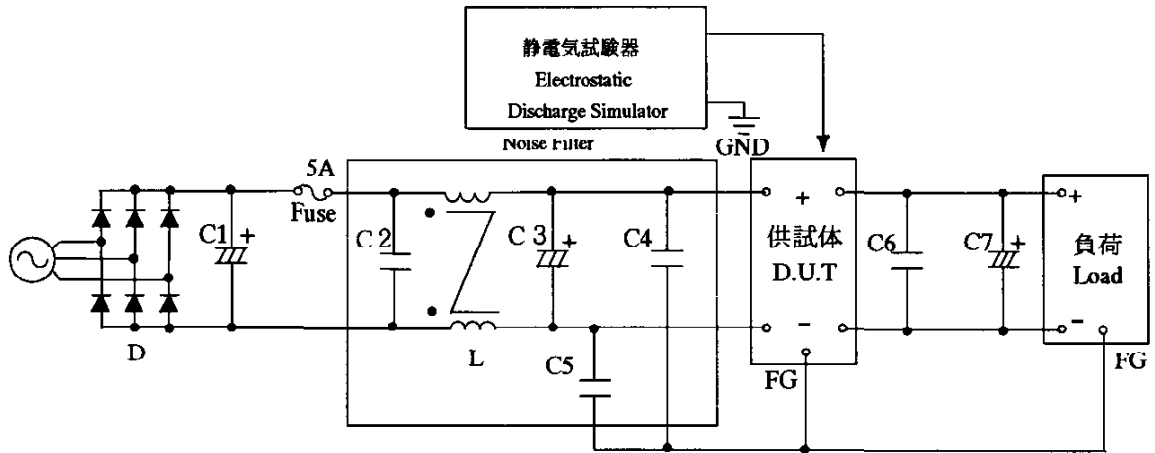 静電気試験器
Electrostatic
Discharge Simulator
Noise Filter
GND
5A
Fuse
C1
+
C2
C3
+
C4
+
供試体
D.U.T
-
C6
C7
+
+
負荷
Load
-
D
L
C5
FG
FG